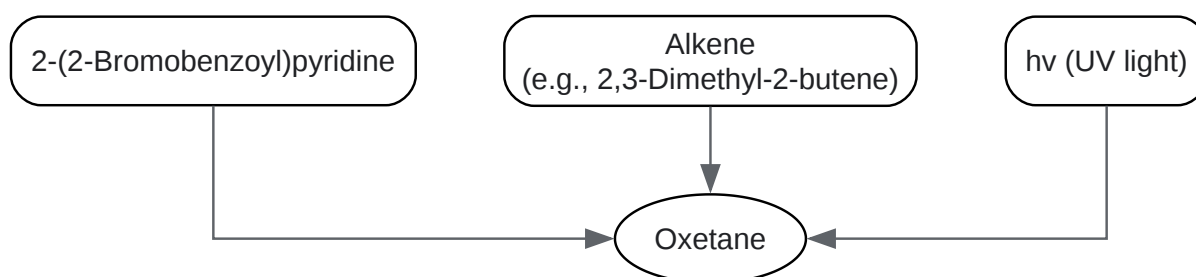 2-(2-Bromobenzoyl)pyridine
Alkene
(e.g., 2,3-Dimethyl-2-butene)
hv (UV light)
Oxetane